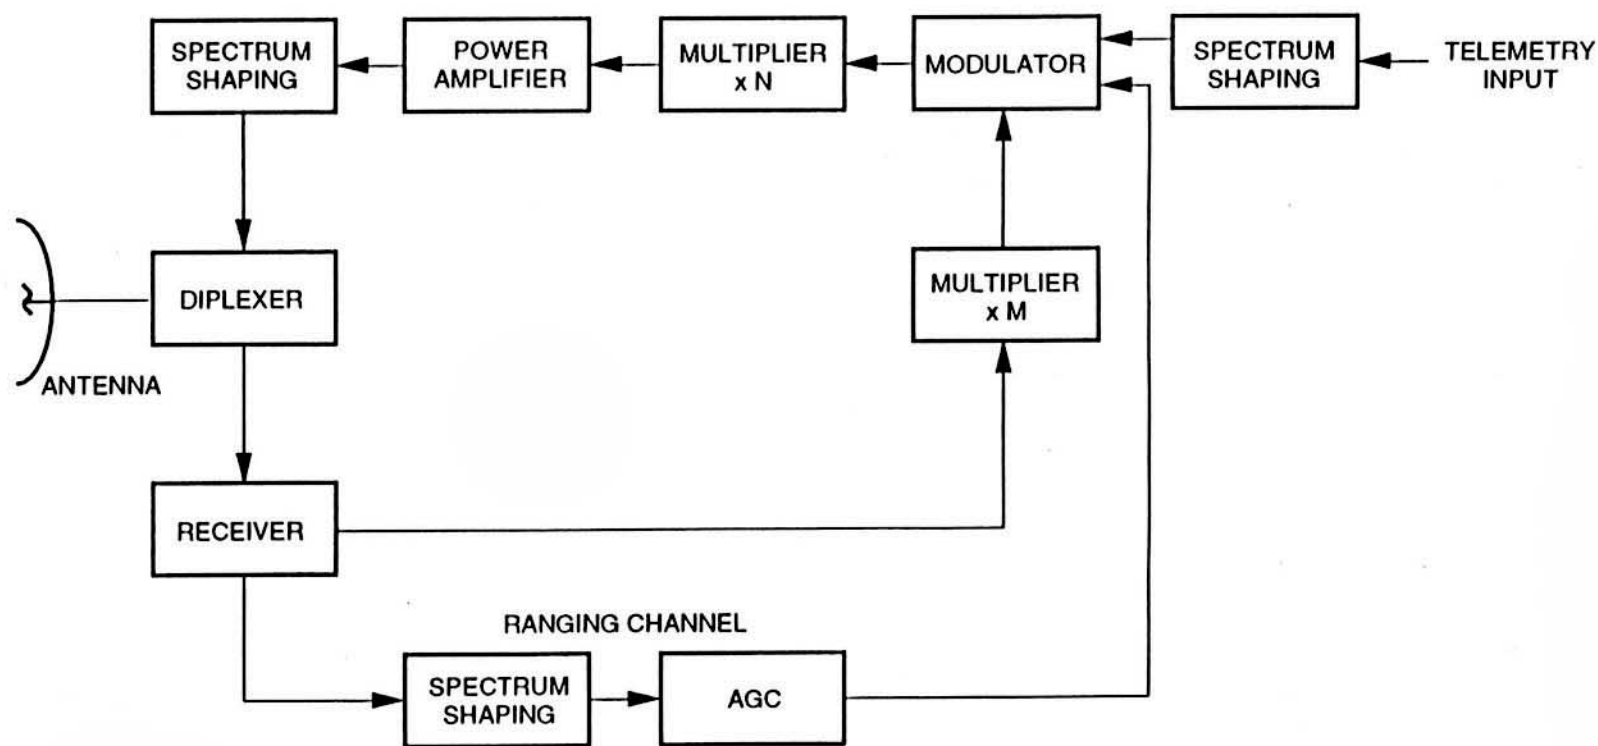 SPECTRUM
SHAPING
POWER
AMPLIFIER
MULTIPLIER
x N
MODULATOR
SPECTRUM
SHAPING
TELEMETRY
INPUT
DIPLEXER
MULTIPLIER
x M
ANTENNA
RECEIVER
RANGING CHANNEL
SPECTRUM
SHAPING
AGC